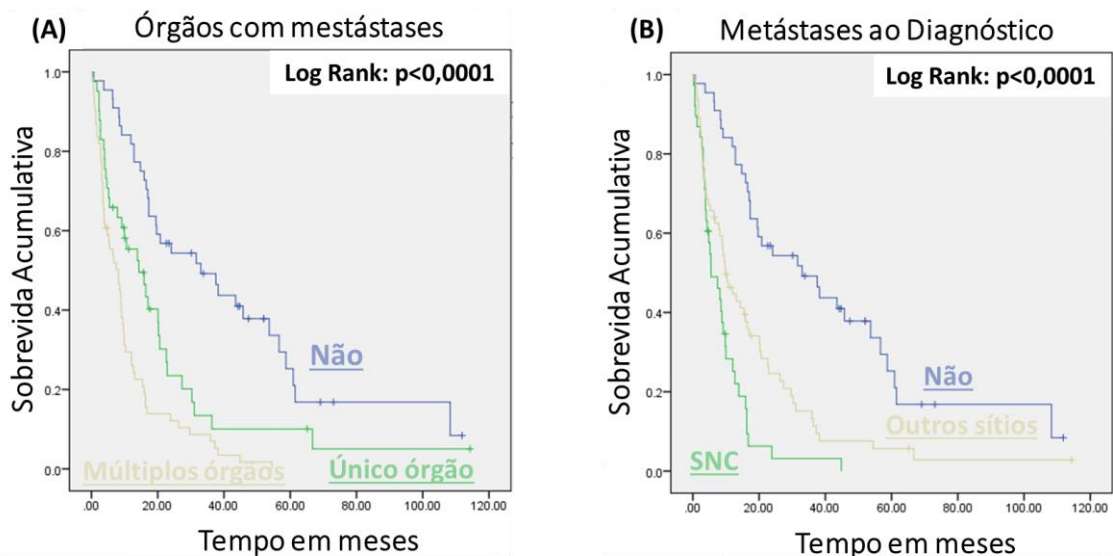 (A)
Órgãos com mestástases
Log Rank: p<0,0001
Sobrevida Acumulativa
1.0
0.8
0.6
0.4
0.2
0.0
Não
Múltiplos órgãos
Único órgão
.00 20.00 40.00 60.00 80.00 100.00 120.00
Tempo em meses
(B)
Metástases ao Diagnóstico
Log Rank: p<0,0001
Sobrevida Acumulativa
1.0
0.8
0.6
0.4
0.2
0.0
Não
Outros sítios
SNC
.00 20.00 40.00 60.00 80.00 100.00 120.00
Tempo em meses